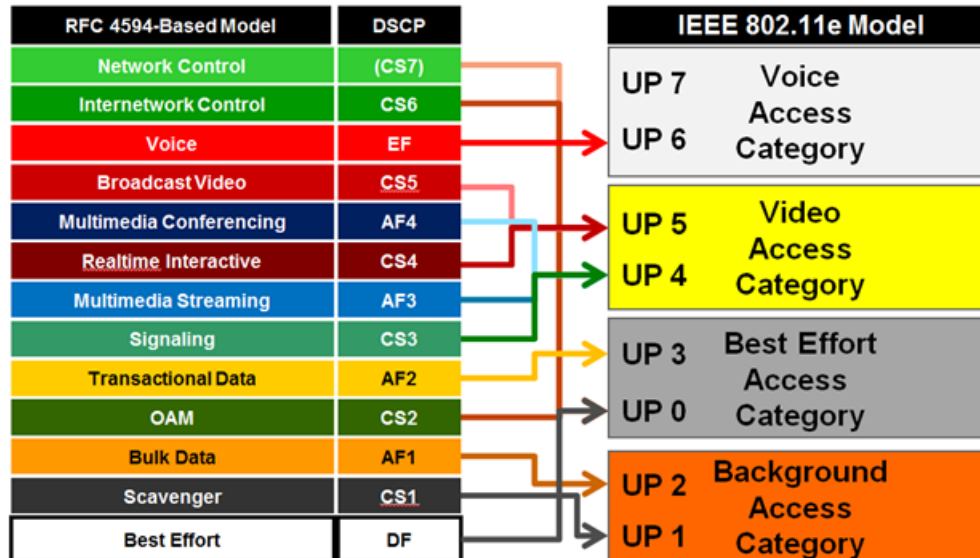 RFC 4594-Based Model DSCP
Network Control (CS7)
Internetwork Control CS6
Voice EF
Broadcast Video CS5
Multimedia Conferencing AF4
Realtime Interactive CS4
Multimedia Streaming AF3
Signaling CS3
Transactional Data AF2
OAM CS2
Bulk Data AF1
Scavenger CS1
Best Effort DF
IEEE 802.11e Model
UP 7
UP 6
Voice
Access
Category
UP 5
UP 4
Video
Access
Category
UP 3
UP 0
Best Effort
Access
Category
UP 2
UP 1
Background
Access
Category